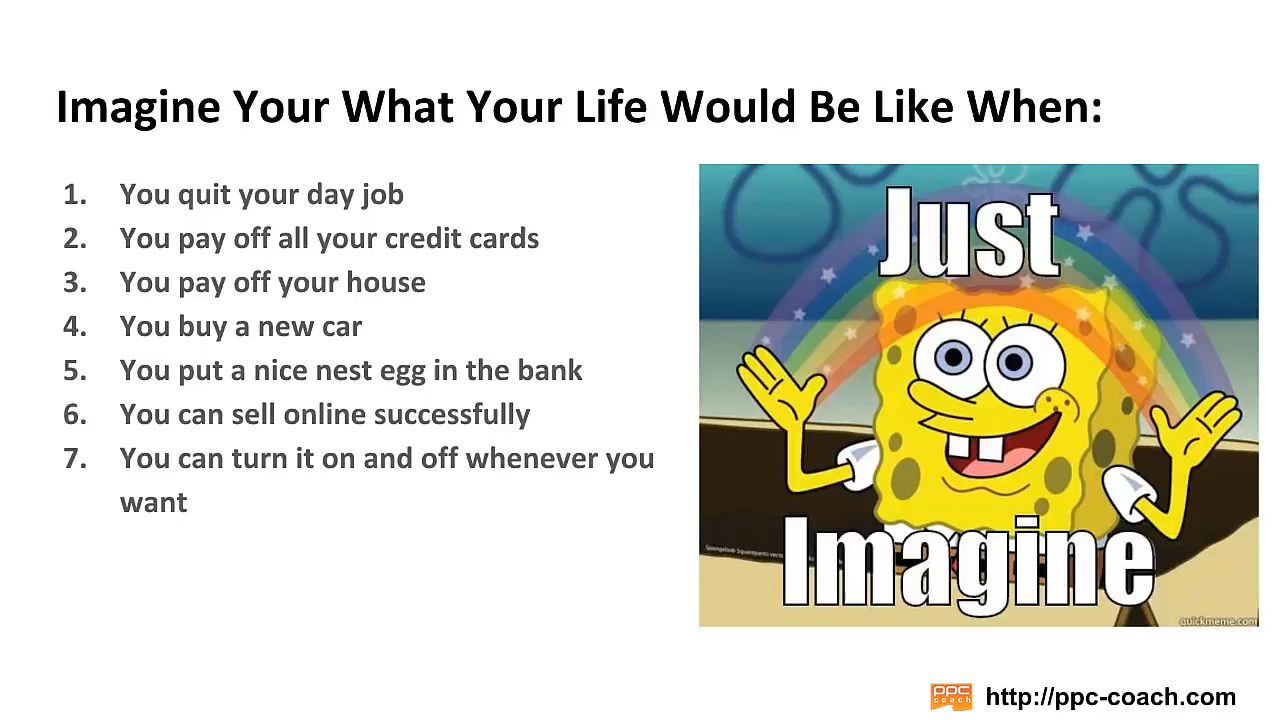 Imagine Your What Your Life Would Be Like When:
1. You quit your day job
2. You pay off all your credit cards
3. You pay off your house
4. You buy a new car
5. You put a nice nest egg in the bank
6. You can sell online successfully
7. You can turn it on and off whenever you
want
Just
Imagine
Spongebob Squarepants vect
quickmeme.com
PPC
coach
http://ppc-coach.com